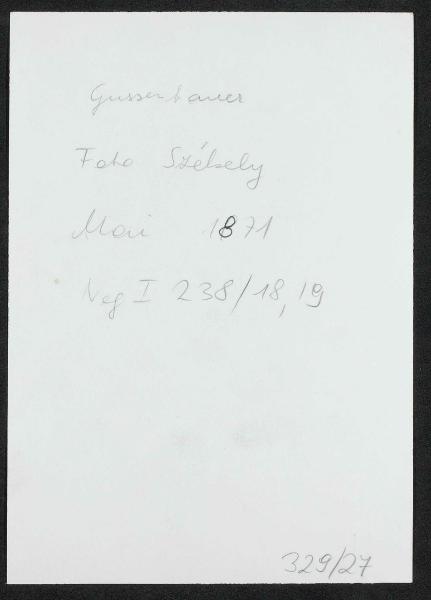 Gussenbauer
Foto Székely
Mai 1871
Neg I 238/18, 19
329/27